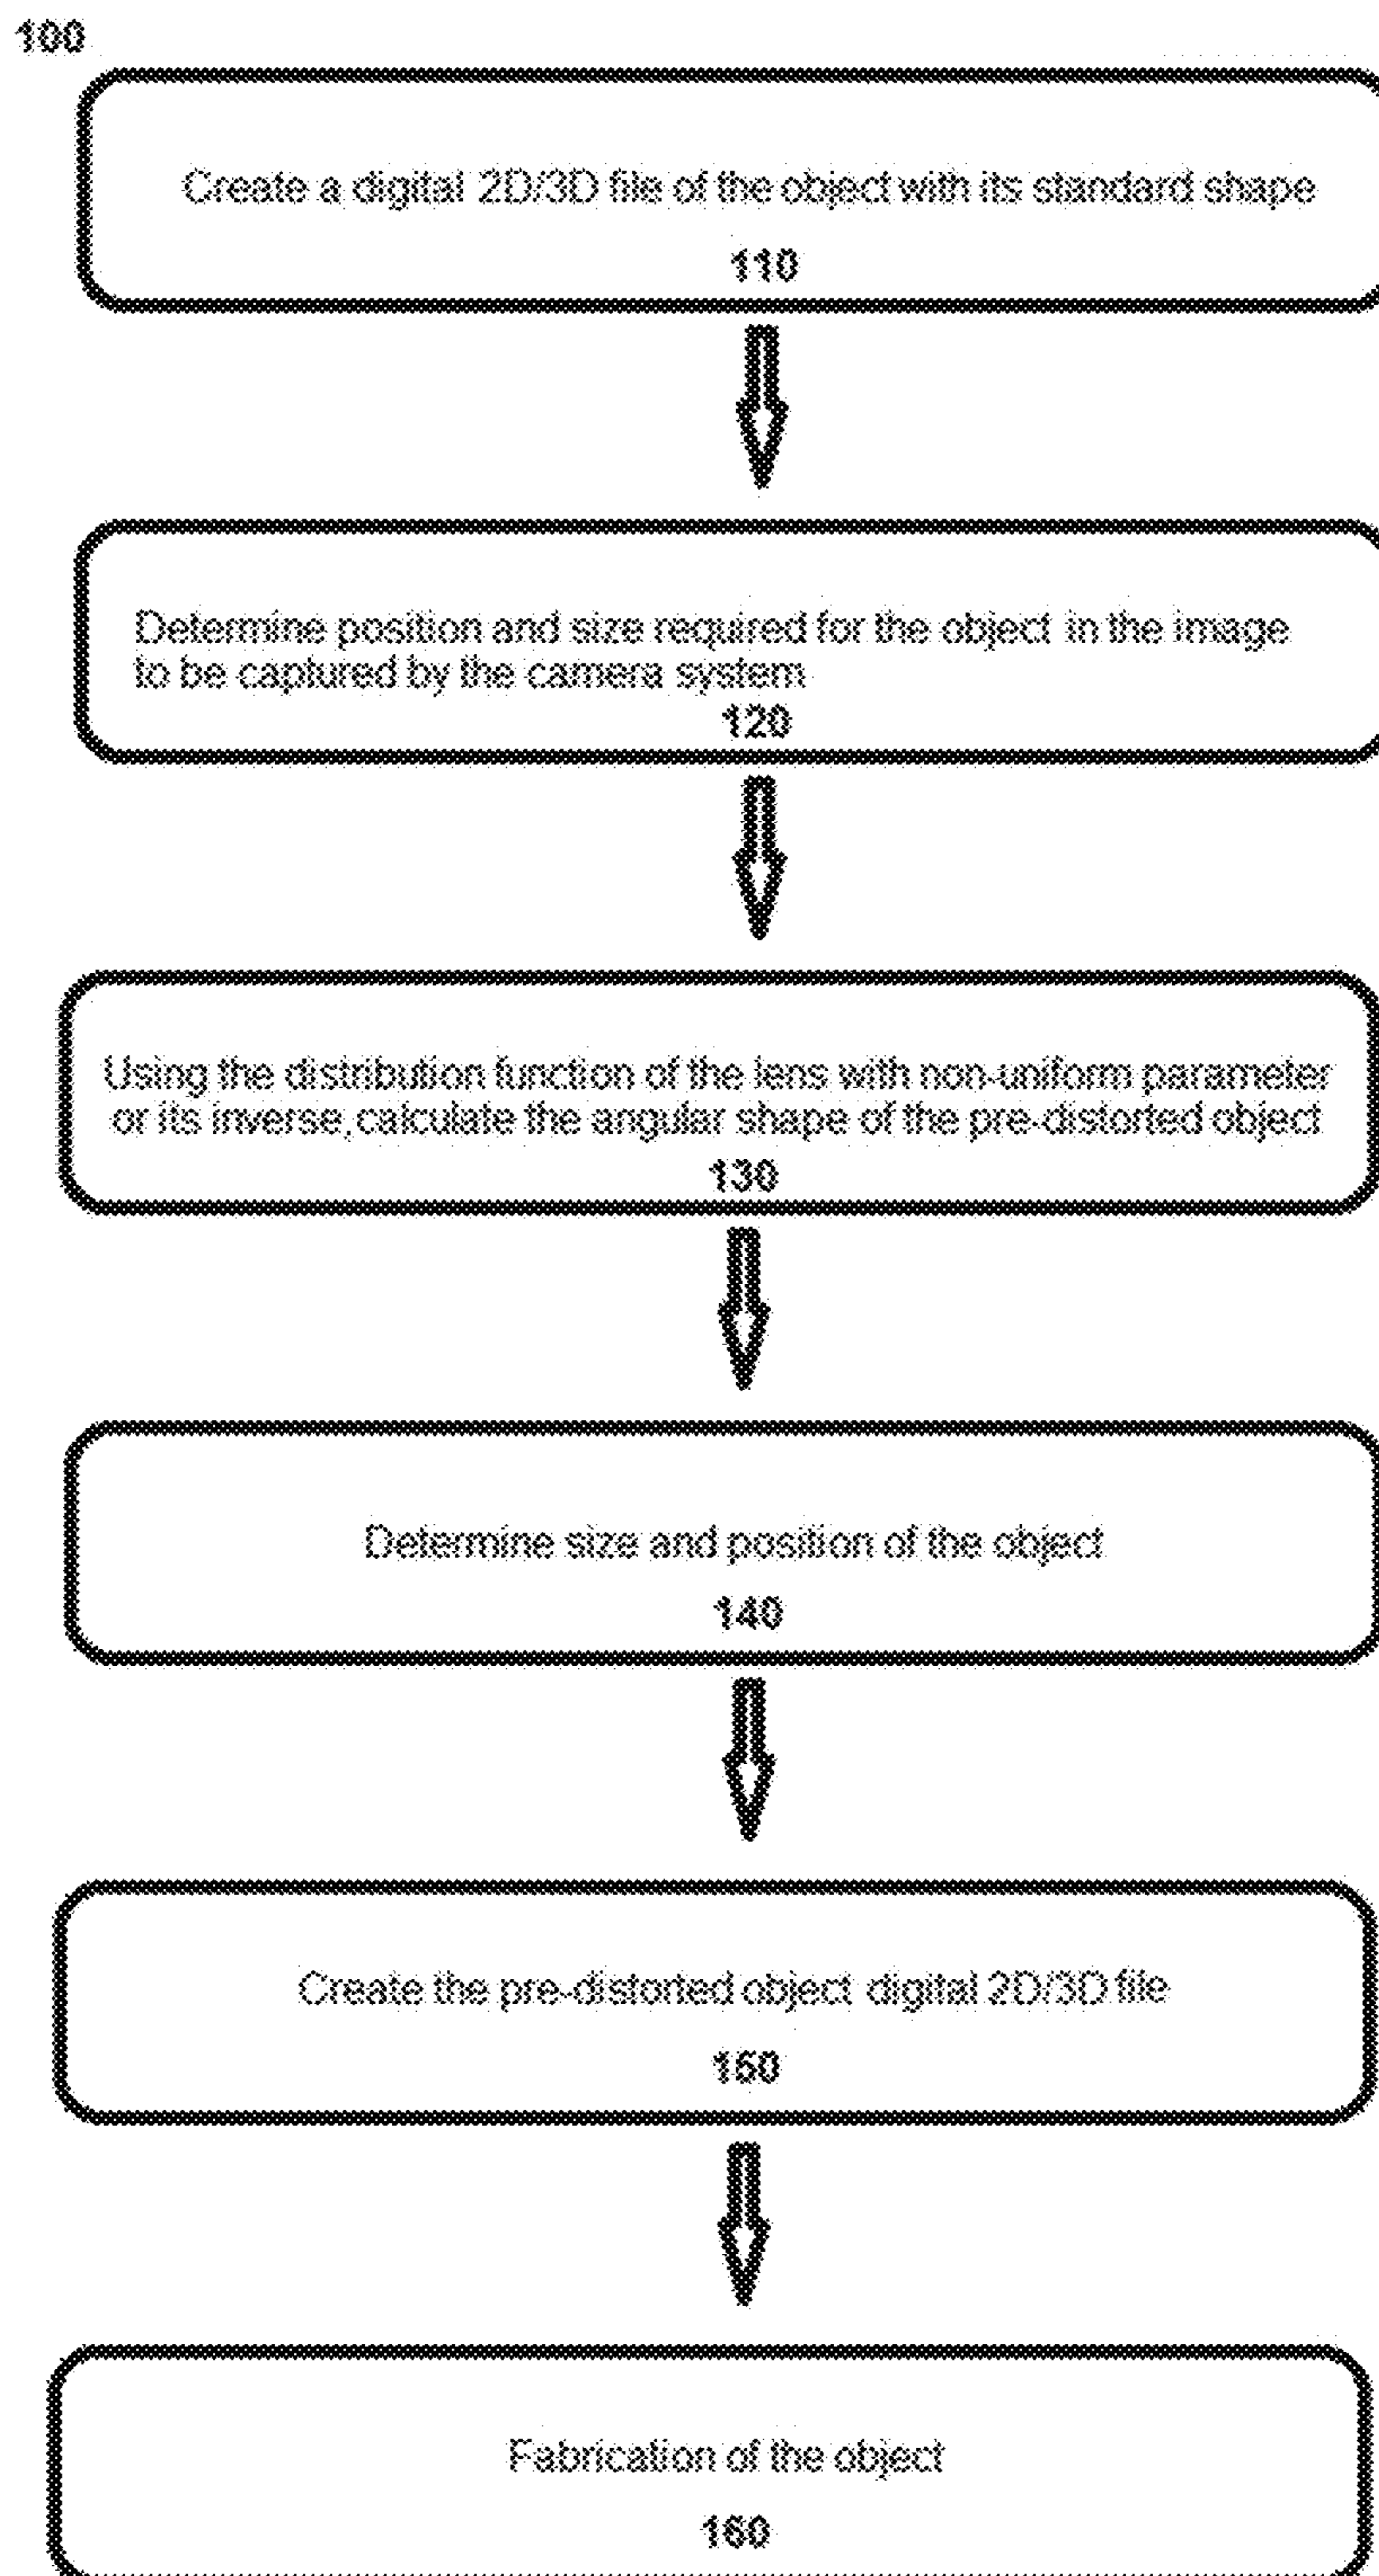 100
Create a digital 2D/3D file of the object with its standard shape
110
Determine position and size required for the object in the image
to be captured by the camera system
120
Using the distribution function of the lens with non-uniform parameter
or its inverse, calculate the angular shape of the pre-distorted object
130
Determine size and position of the object
140
Create the pre-distorted object digital 2D/3D file
150
Fabrication of the object
160